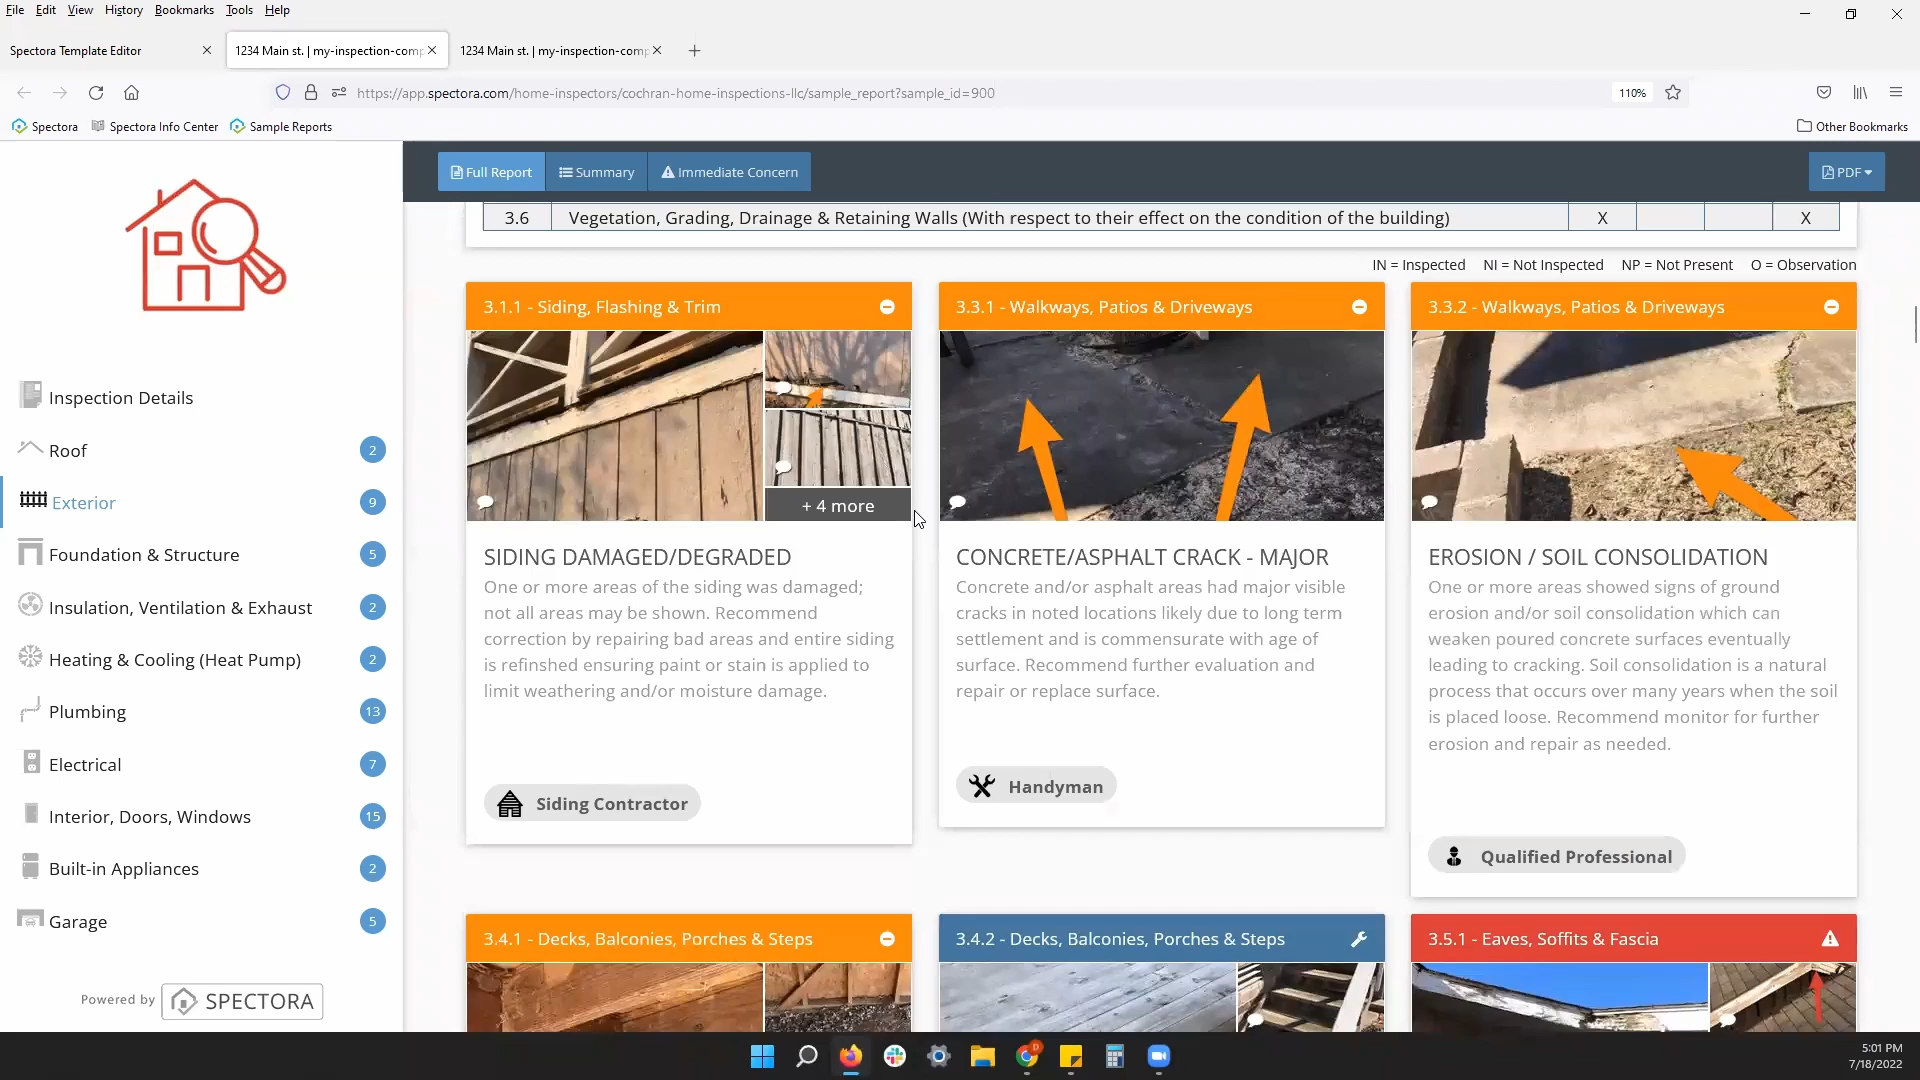 File Edit View History Bookmarks Tools Help
Spectora Template Editor
1234 Main st. | my-inspection-comp
1234 Main st. | my-inspection-comp
https://app.spectora.com/home-inspectors/cochran-home-inspections-llc/sample_report?sample_id=900
110%
Spectora Spectora Info Center Sample Reports
Other Bookmarks
Full Report Summary Immediate Concern
PDF
3.6 Vegetation, Grading, Drainage & Retaining Walls (With respect to their effect on the condition of the building) X X
IN = Inspected NI = Not Inspected NP = Not Present O = Observation
Inspection Details
Roof 2
Exterior 9
Foundation & Structure 5
Insulation, Ventilation & Exhaust 2
Heating & Cooling (Heat Pump) 2
Plumbing 13
Electrical 7
Interior, Doors, Windows 15
Built-in Appliances 2
Garage 5
Powered by SPECTORA
3.1.1 - Siding, Flashing & Trim
+ 4 more
SIDING DAMAGED/DEGRADED
One or more areas of the siding was damaged;
not all areas may be shown. Recommend
correction by repairing bad areas and entire siding
is refinshed ensuring paint or stain is applied to
limit weathering and/or moisture damage.
Siding Contractor
3.3.1 - Walkways, Patios & Driveways
CONCRETE/ASPHALT CRACK - MAJOR
Concrete and/or asphalt areas had major visible
cracks in noted locations likely due to long term
settlement and is commensurate with age of
surface. Recommend further evaluation and
repair or replace surface.
Handyman
3.3.2 - Walkways, Patios & Driveways
EROSION / SOIL CONSOLIDATION
One or more areas showed signs of ground
erosion and/or soil consolidation which can
weaken poured concrete surfaces eventually
leading to cracking. Soil consolidation is a natural
process that occurs over many years when the soil
is placed loose. Recommend monitor for further
erosion and repair as needed.
Qualified Professional
3.4.1 - Decks, Balconies, Porches & Steps
3.4.2 - Decks, Balconies, Porches & Steps
3.5.1 - Eaves, Soffits & Fascia
5:01 PM
7/18/2022